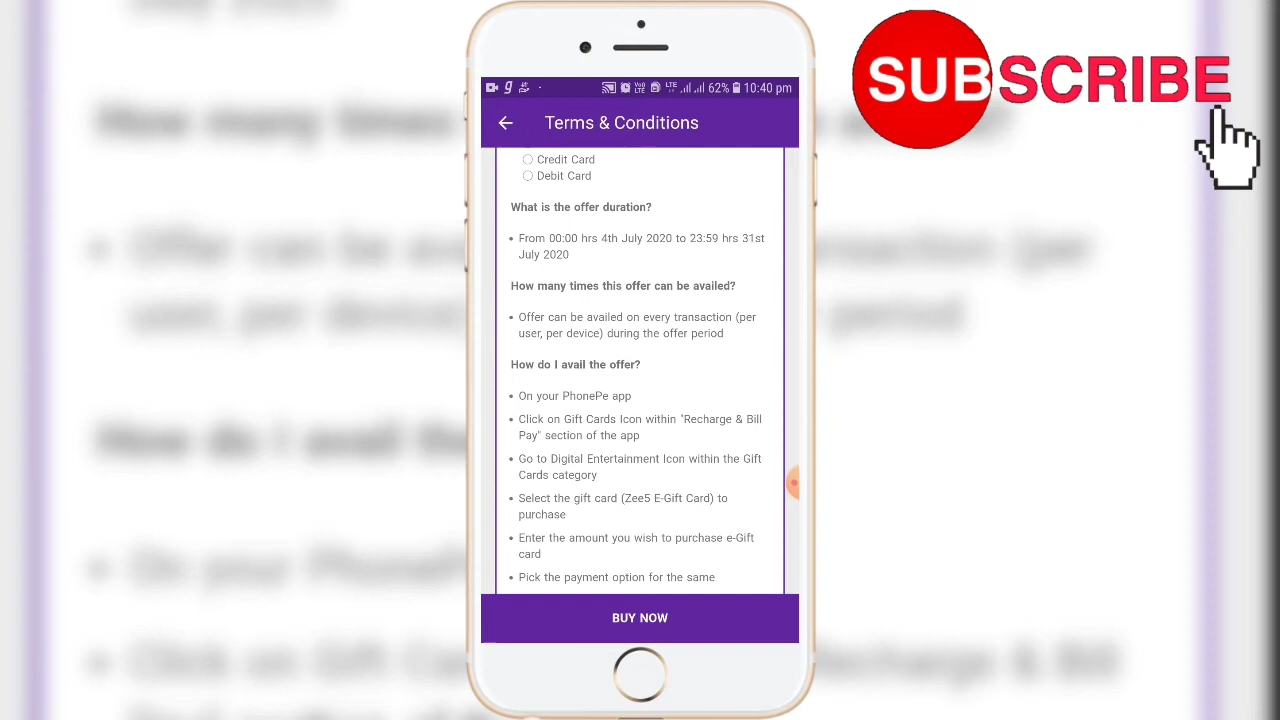 SUBSCRIBE
62% 10:40 pm
Terms & Conditions
○ Credit Card
○ Debit Card
What is the offer duration?
• From 00:00 hrs 4th July 2020 to 23:59 hrs 31st
July 2020
How many times this offer can be availed?
• Offer can be availed on every transaction (per
user, per device) during the offer period
How do I avail the offer?
• On your PhonePe app
• Click on Gift Cards Icon within "Recharge & Bill
Pay" section of the app
• Go to Digital Entertainment Icon within the Gift
Cards category
• Select the gift card (Zee5 E-Gift Card) to
purchase
• Enter the amount you wish to purchase e-Gift
card
• Pick the payment option for the same
BUY NOW